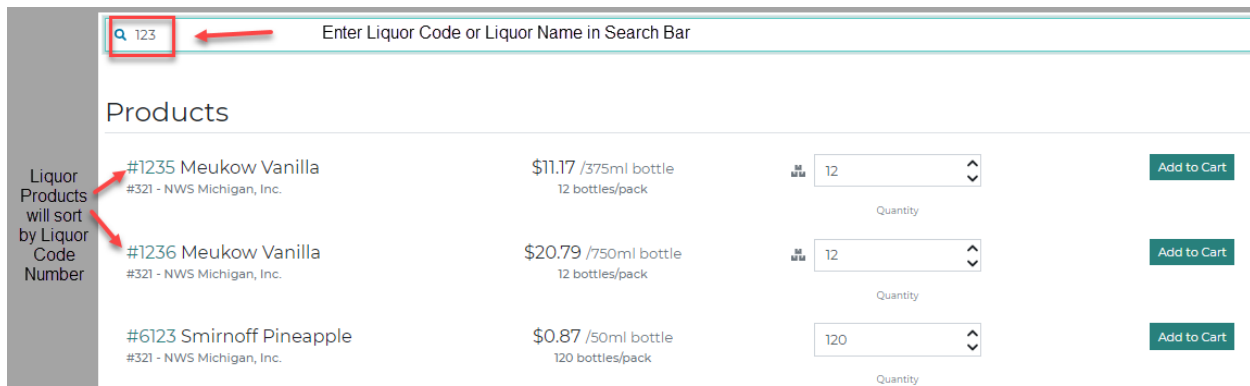 123
Enter Liquor Code or Liquor Name in Search Bar
Products
Liquor
Products
will sort
by Liquor
Code
Number
#1235 Meukow Vanilla
$11.17 /375ml bottle
12
Add to Cart
#321 - NWS Michigan, Inc.
12 bottles/pack
Quantity
#1236 Meukow Vanilla
$20.79 /750ml bottle
12
Add to Cart
#321 - NWS Michigan, Inc.
12 bottles/pack
Quantity
#6123 Smirnoff Pineapple
$0.87 /50ml bottle
120
Add to Cart
#321 - NWS Michigan, Inc.
120 bottles/pack
Quantity